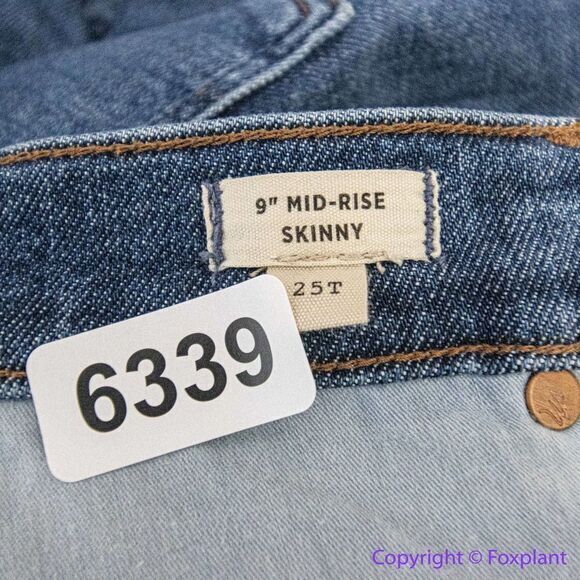 9" MID-RISE
SKINNY
25T
6339
Copyright © Foxplant